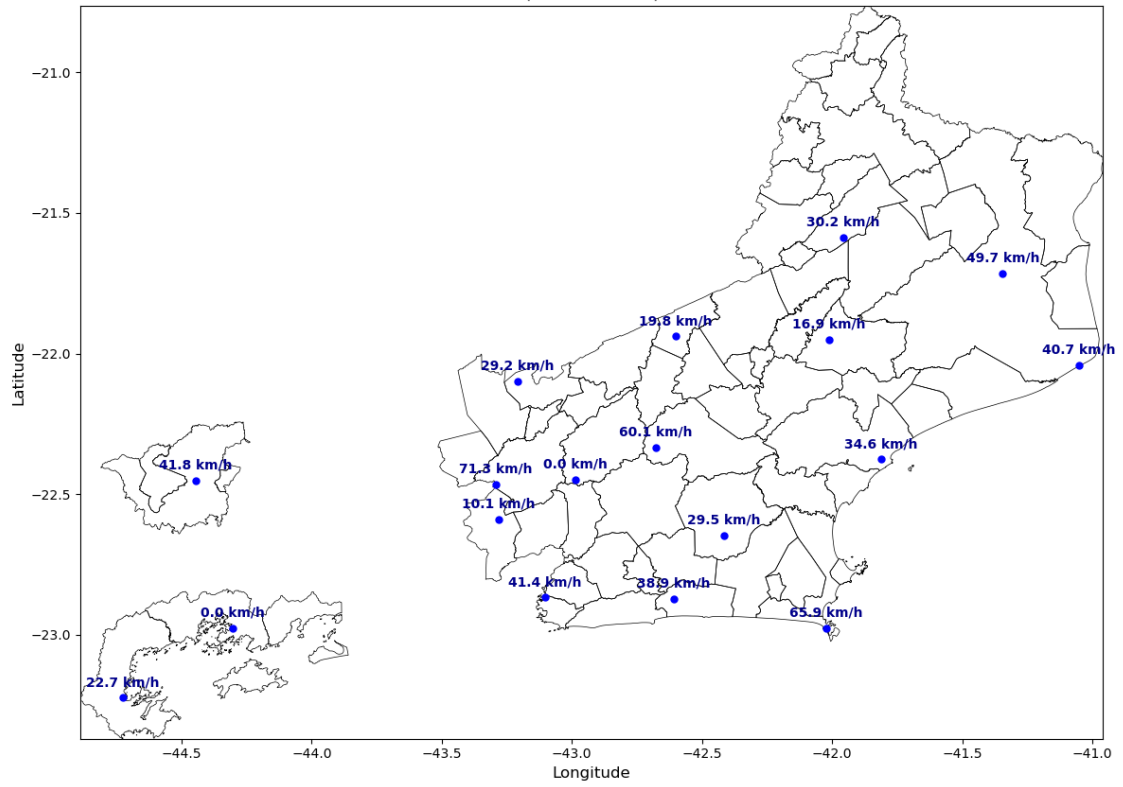 −21.0
−21.5
−22.0
−22.5
−23.0
Latitude
30.2 km/h
49.7 km/h
19.8 km/h
16.9 km/h
40.7 km/h
29.2 km/h
60.1 km/h
34.6 km/h
41.8 km/h
71.3 km/h
0.0 km/h
10.1 km/h
29.5 km/h
41.4 km/h
38.9 km/h
65.9 km/h
0.0 km/h
22.7 km/h
−44.5
−44.0
−43.5
−43.0
−42.5
−42.0
−41.5
−41.0
Longitude